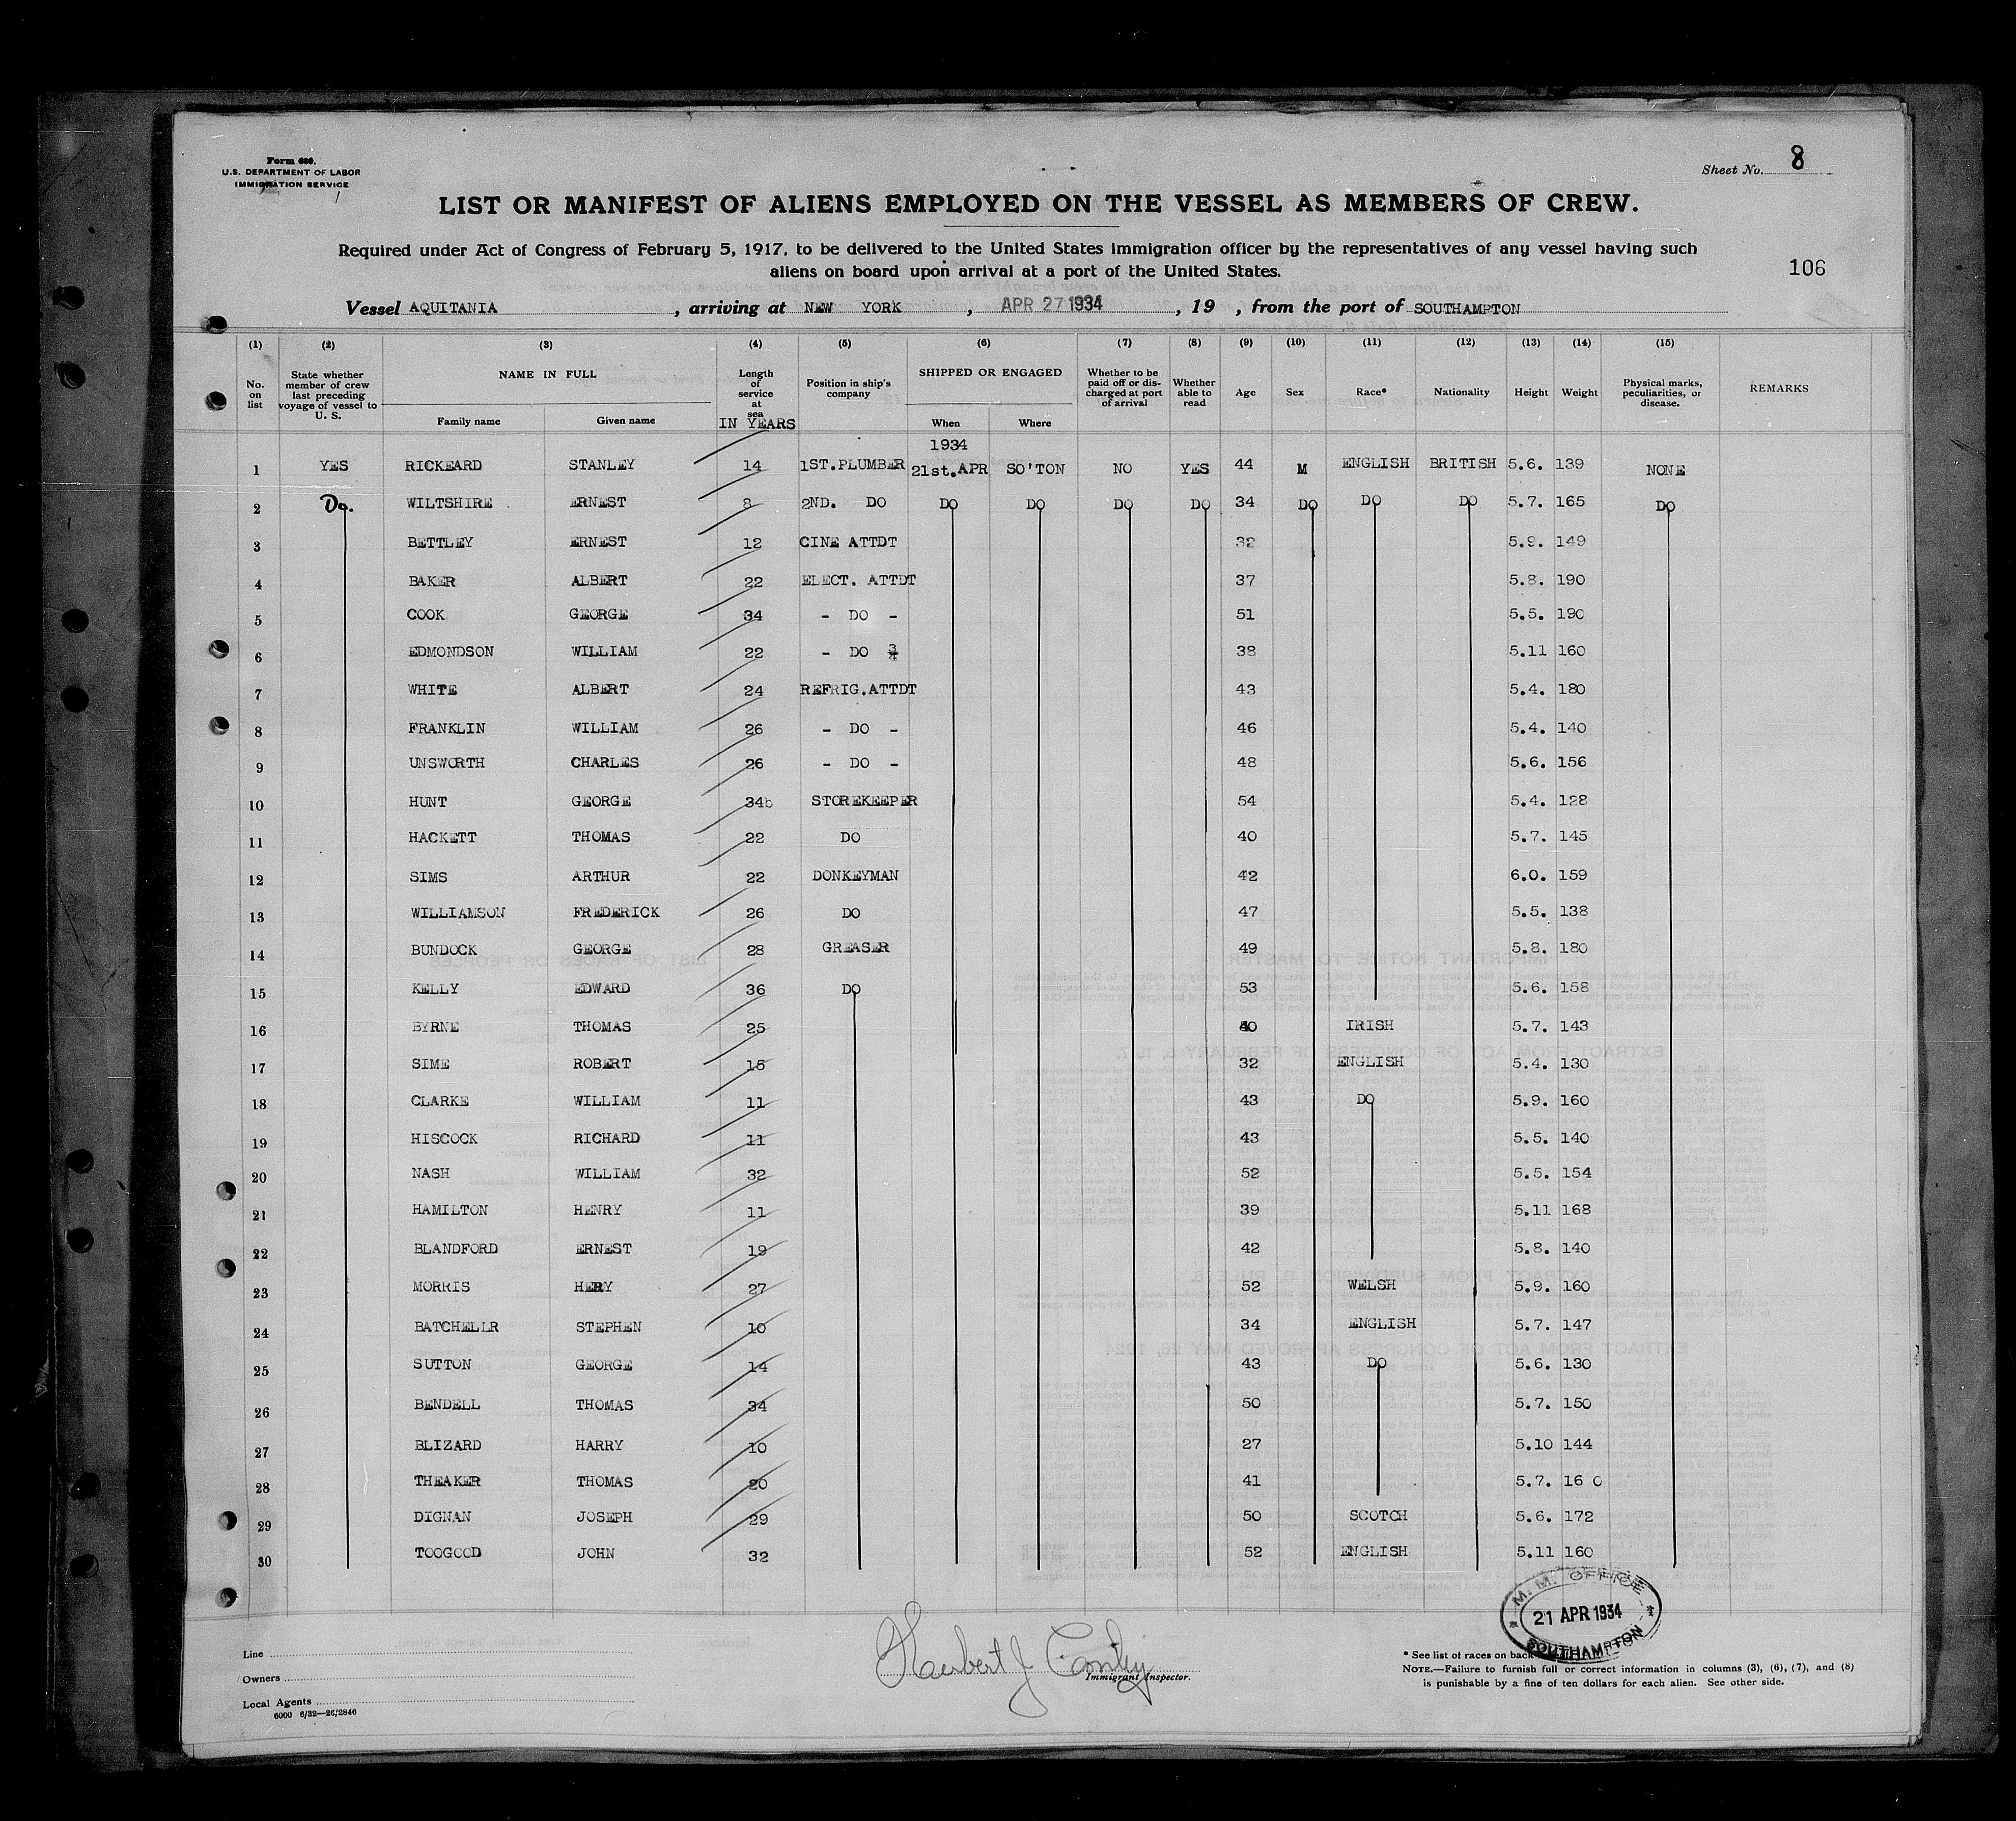 Form 680.
U.S. DEPARTMENT OF LABOR
IMMIGRATION SERVICE
Sheet No. 8
LIST OR MANIFEST OF ALIENS EMPLOYED ON THE VESSEL AS MEMBERS OF CREW.
Required under Act of Congress of February 5, 1917, to be delivered to the United States immigration officer by the representatives of any vessel having such
aliens on board upon arrival at a port of the United States.
106
Vessel AQUITANIA, arriving at NEW YORK, APR 27 1934, 19 , from the port of SOUTHAMPTON
(1) (2) (3) (4) (5) (6) (7) (8) (9) (10) (11) (12) (13) (14) (15)
No. on list State whether member of crew last preceding voyage of vessel to U. S. NAME IN FULL Length of service at sea IN YEARS Position in ship's company SHIPPED OR ENGAGED Whether to be paid off or discharged at port of arrival Whether able to read Age Sex Race* Nationality Height Weight Physical marks, peculiarities, or disease. REMARKS
Family name Given name When Where
1934
1 YES RICKEARD STANLEY 14 1ST.PLUMBER 21st.APR SO'TON NO YES 44 M ENGLISH BRITISH 5.6. 139 NONE
2 Do. WILTSHIRE ERNEST 8 2ND. DO DO DO DO DO 34 DO DO DO 5.7. 165 DO
3 BETTLEY ERNEST 12 CINE ATTDT 32 5.9. 149
4 BAKER ALBERT 22 ELECT. ATTDT 37 5.8. 190
5 COOK GEORGE 34 - DO - 51 5.5. 190
6 EDMONDSON WILLIAM 22 - DO 38 5.11 160
7 WHITE ALBERT 24 REFRIG.ATTDT 43 5.4. 180
8 FRANKLIN WILLIAM 26 - DO - 46 5.4. 140
9 UNSWORTH CHARLES 26 - DO - 48 5.6. 156
10 HUNT GEORGE 34 STOREKEEPER 54 5.4. 128
11 HACKETT THOMAS 22 DO 40 5.7. 145
12 SIMS ARTHUR 22 DONKEYMAN 42 6.0. 159
13 WILLIAMSON FREDERICK 26 DO 47 5.5. 138
14 BUNDOCK GEORGE 28 GREASER 49 5.8. 180
15 KELLY EDWARD 36 DO 53 5.6. 158
16 BYRNE THOMAS 25 40 IRISH 5.7. 143
17 SIME ROBERT 15 32 ENGLISH 5.4. 130
18 CLARKE WILLIAM 11 43 DO 5.9. 160
19 HISCOCK RICHARD 11 43 5.5. 140
20 NASH WILLIAM 32 52 5.5. 154
21 HAMILTON HENRY 11 39 5.11 168
22 BLANDFORD ERNEST 19 42 5.8. 140
23 MORRIS HERY 27 52 WELSH 5.9. 160
24 BATCHELLR STEPHEN 10 34 ENGLISH 5.7. 147
25 SUTTON GEORGE 14 43 DO 5.6. 130
26 BENDELL THOMAS 34 50 5.7. 150
27 BLIZARD HARRY 10 27 5.10 144
28 THEAKER THOMAS 20 41 5.7. 16 0
29 DIGNAN JOSEPH 29 50 SCOTCH 5.6. 172
30 TOOGOOD JOHN 32 52 ENGLISH 5.11 160
M. M. OFFICE
21 APR 1934
SOUTHAMPTON
Line
Owners
Local Agents
6000 6/32—26/2846
Herbert J
Immigrant Inspector.
* See list of races on back
NOTE.—Failure to furnish full or correct information in columns (3), (6), (7), and (8)
is punishable by a fine of ten dollars for each alien. See other side.